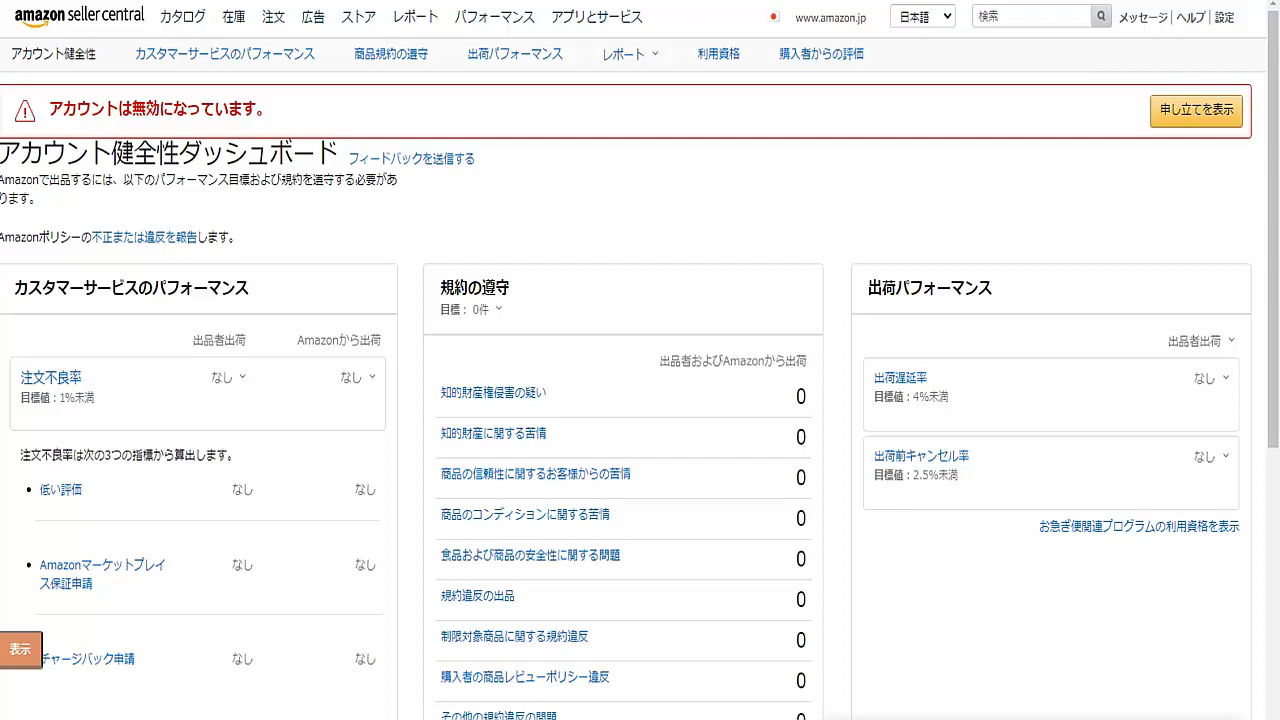 amazon seller central カタログ 在庫 注文 広告 ストア レポート パフォーマンス アプリとサービス www.amazon.jp 日本語 検索 メッセージ | ヘルプ | 設定
アカウント健全性 カスタマーサービスのパフォーマンス 商品規約の遵守 出荷パフォーマンス レポート 利用資格 購入者からの評価
アカウントは無効になっています。 申し立てを表示
アカウント健全性ダッシュボード フィードバックを送信する
Amazonで出品するには、以下のパフォーマンス目標および規約を遵守する必要があ
ります。
Amazonポリシーの不正または違反を報告します。
カスタマーサービスのパフォーマンス
出品者出荷 Amazonから出荷
注文不良率 なし なし
目標値：1%未満
注文不良率は次の3つの指標から算出します。
• 低い評価 なし なし
• Amazonマーケットプレイ なし なし
ス保証申請
表示 チャージバック申請 なし なし
規約の遵守
目標： 0件
出品者およびAmazonから出荷
知的財産権侵害の疑い 0
知的財産に関する苦情 0
商品の信頼性に関するお客様からの苦情 0
商品のコンディションに関する苦情 0
食品および商品の安全性に関する問題 0
規約違反の出品 0
制限対象商品に関する規約違反 0
購入者の商品レビューポリシー違反 0
その他の規約違反の問題 0
出荷パフォーマンス
出品者出荷
出荷遅延率 なし
目標値：4%未満
出荷前キャンセル率 なし
目標値：2.5%未満
お急ぎ便関連プログラムの利用資格を表示